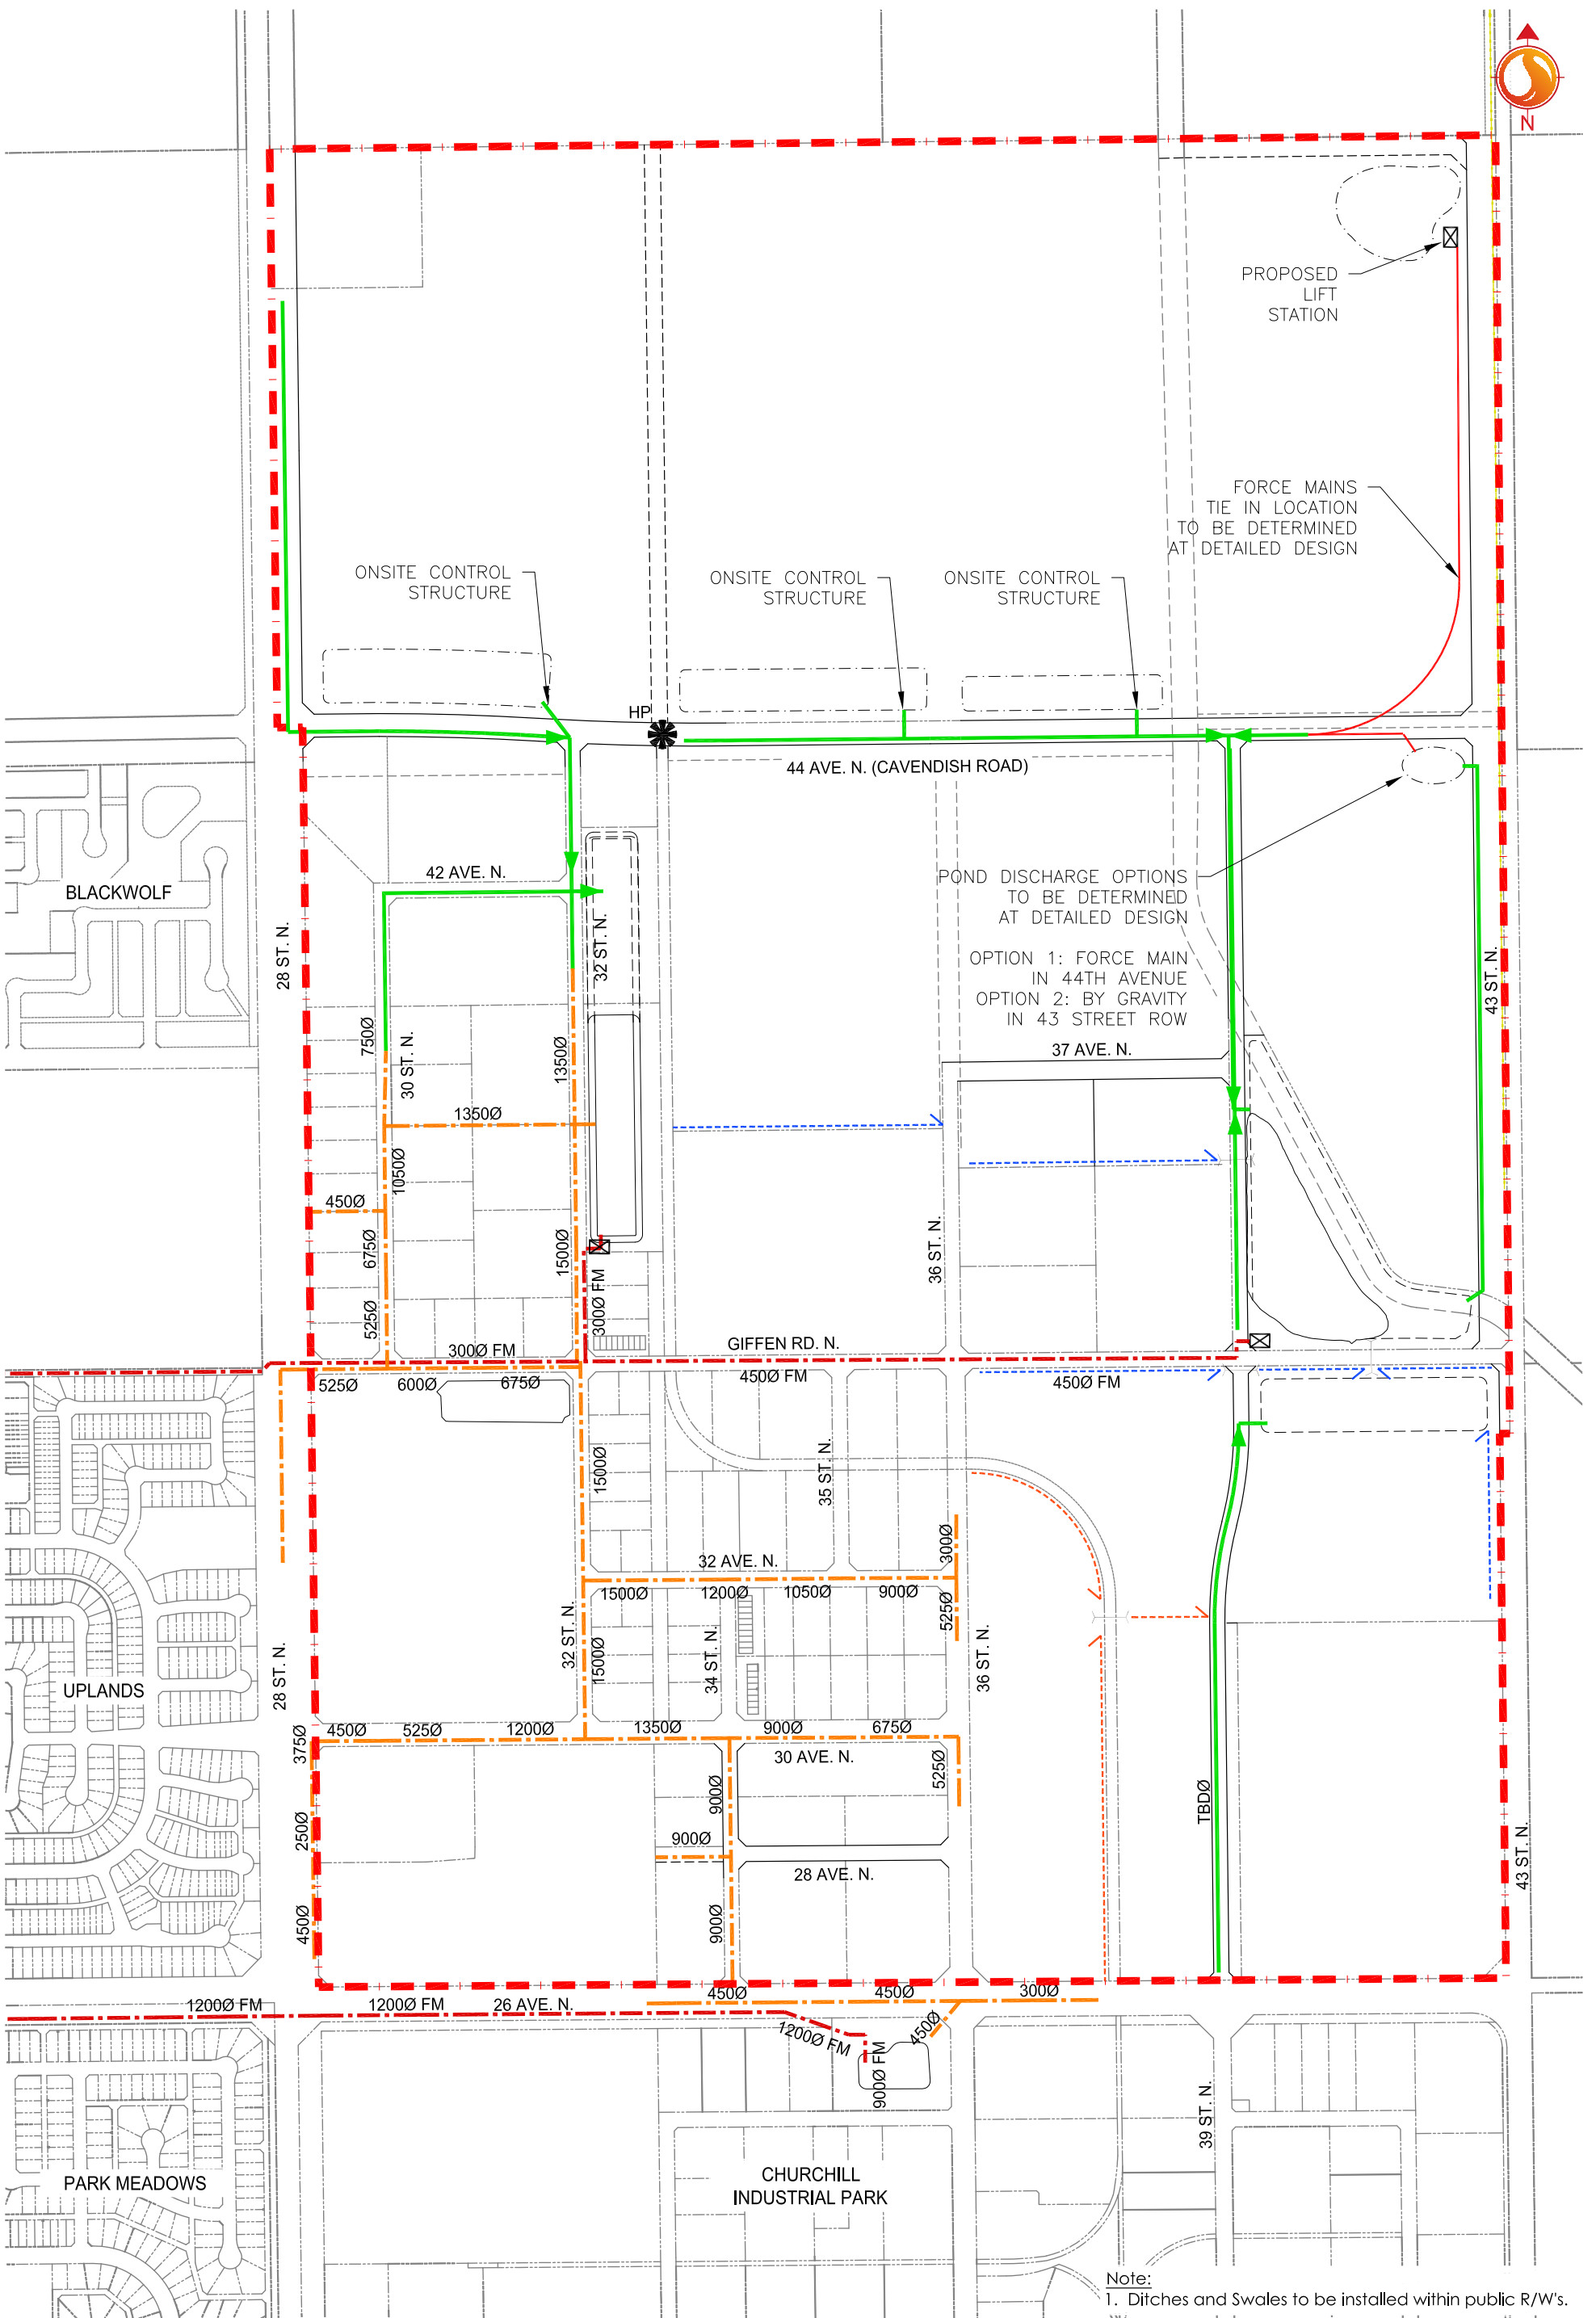 N
PROPOSED
LIFT
STATION
FORCE MAINS
TIE IN LOCATION
TO BE DETERMINED
AT DETAILED DESIGN
ONSITE CONTROL
STRUCTURE
ONSITE CONTROL
STRUCTURE
ONSITE CONTROL
STRUCTURE
HP
44 AVE. N. (CAVENDISH ROAD)
42 AVE. N.
BLACKWOLF
28 ST. N.
32 ST. N.
POND DISCHARGE OPTIONS
TO BE DETERMINED
AT DETAILED DESIGN
OPTION 1: FORCE MAIN
IN 44TH AVENUE
OPTION 2: BY GRAVITY
IN 43 STREET ROW
43 ST. N.
750Ø
30 ST. N.
1350Ø
37 AVE. N.
1350Ø
1050Ø
450Ø
675Ø
1500Ø
36 ST. N.
525Ø
300Ø FM
300Ø FM
GIFFEN RD. N.
525Ø
600Ø
675Ø
450Ø FM
450Ø FM
1500Ø
35 ST. N.
300Ø
32 AVE. N.
1500Ø
1200Ø
1050Ø
900Ø
525Ø
32 ST. N.
1500Ø
34 ST. N.
36 ST. N.
28 ST. N.
UPLANDS
375Ø
450Ø
525Ø
1200Ø
1350Ø
900Ø
675Ø
30 AVE. N.
525Ø
900Ø
TBDØ
250Ø
900Ø
28 AVE. N.
43 ST. N.
450Ø
900Ø
450Ø
450Ø
300Ø
1200Ø FM
1200Ø FM
26 AVE. N.
1200Ø FM
450Ø
900Ø FM
39 ST. N.
PARK MEADOWS
CHURCHILL
INDUSTRIAL PARK
Note:
1. Ditches and Swales to be installed within public R/W's.